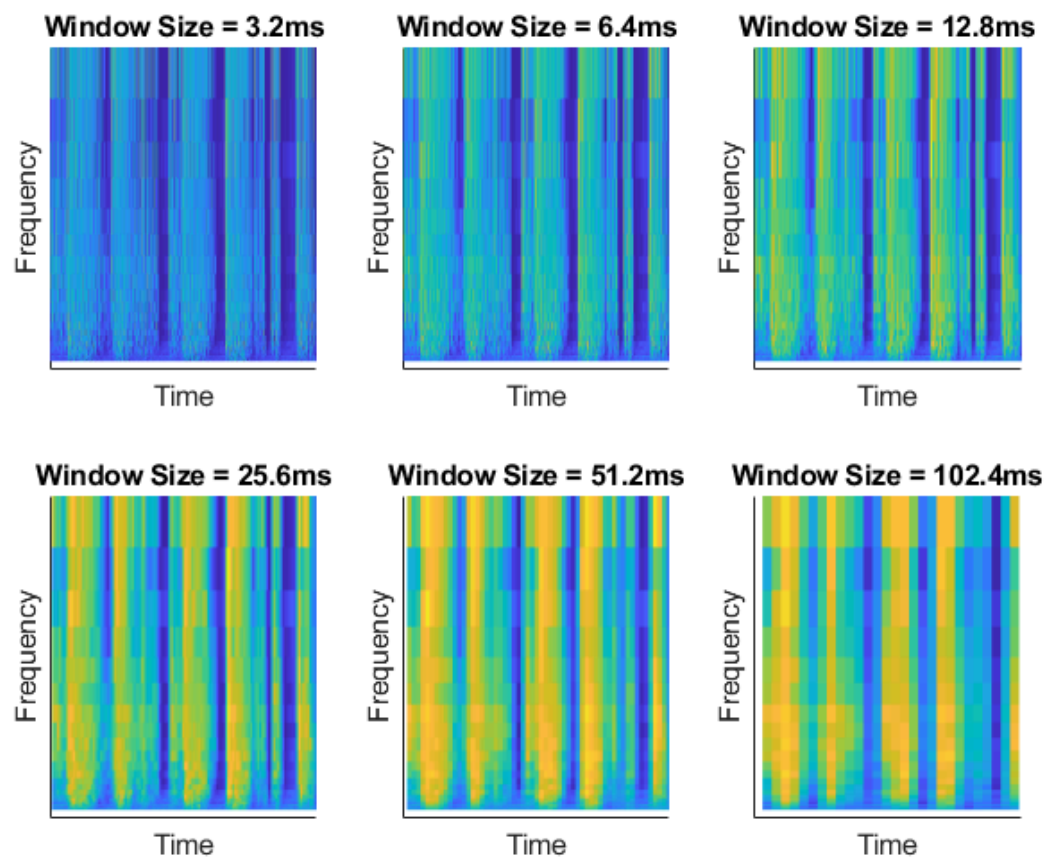 Window Size = 3.2ms
Frequency
Time
Window Size = 6.4ms
Frequency
Time
Window Size = 12.8ms
Frequency
Time
Window Size = 25.6ms
Frequency
Time
Window Size = 51.2ms
Frequency
Time
Window Size = 102.4ms
Frequency
Time